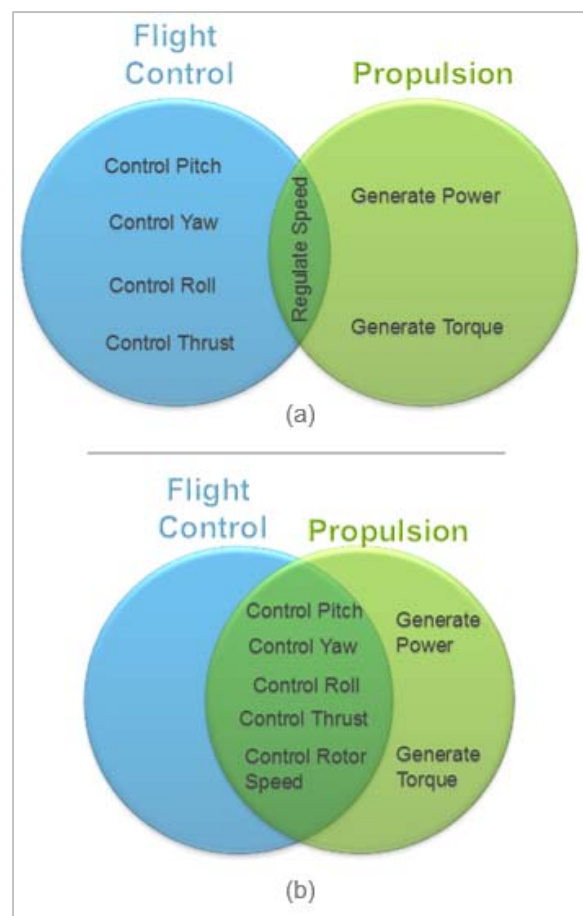 Flight
Control
Propulsion
Control Pitch
Control Yaw
Control Roll
Control Thrust
Regulate Speed
Generate Power
Generate Torque
(a)
Flight
Control
Propulsion
Control Pitch
Control Yaw
Control Roll
Control Thrust
Control Rotor
Speed
Generate
Power
Generate
Torque
(b)